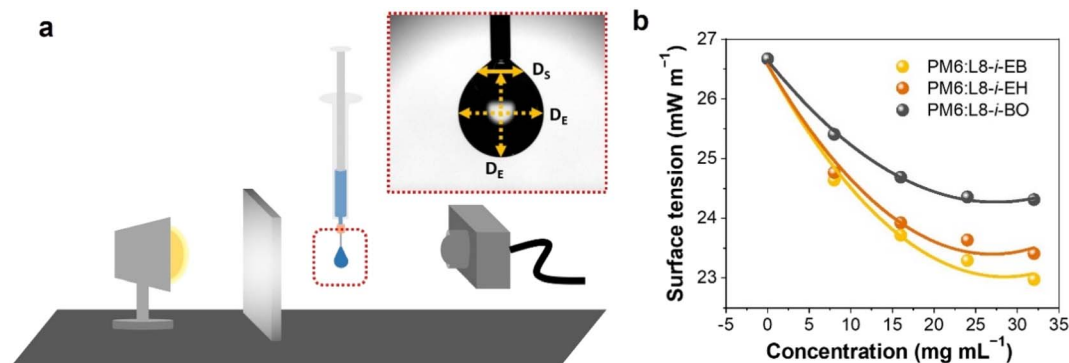 a
D_S
D_E
D_E
b
Surface tension (mW m⁻¹)
27
26
25
24
23
PM6:L8-i-EB
PM6:L8-i-EH
PM6:L8-i-BO
-5 0 5 10 15 20 25 30 35
Concentration (mg mL⁻¹)